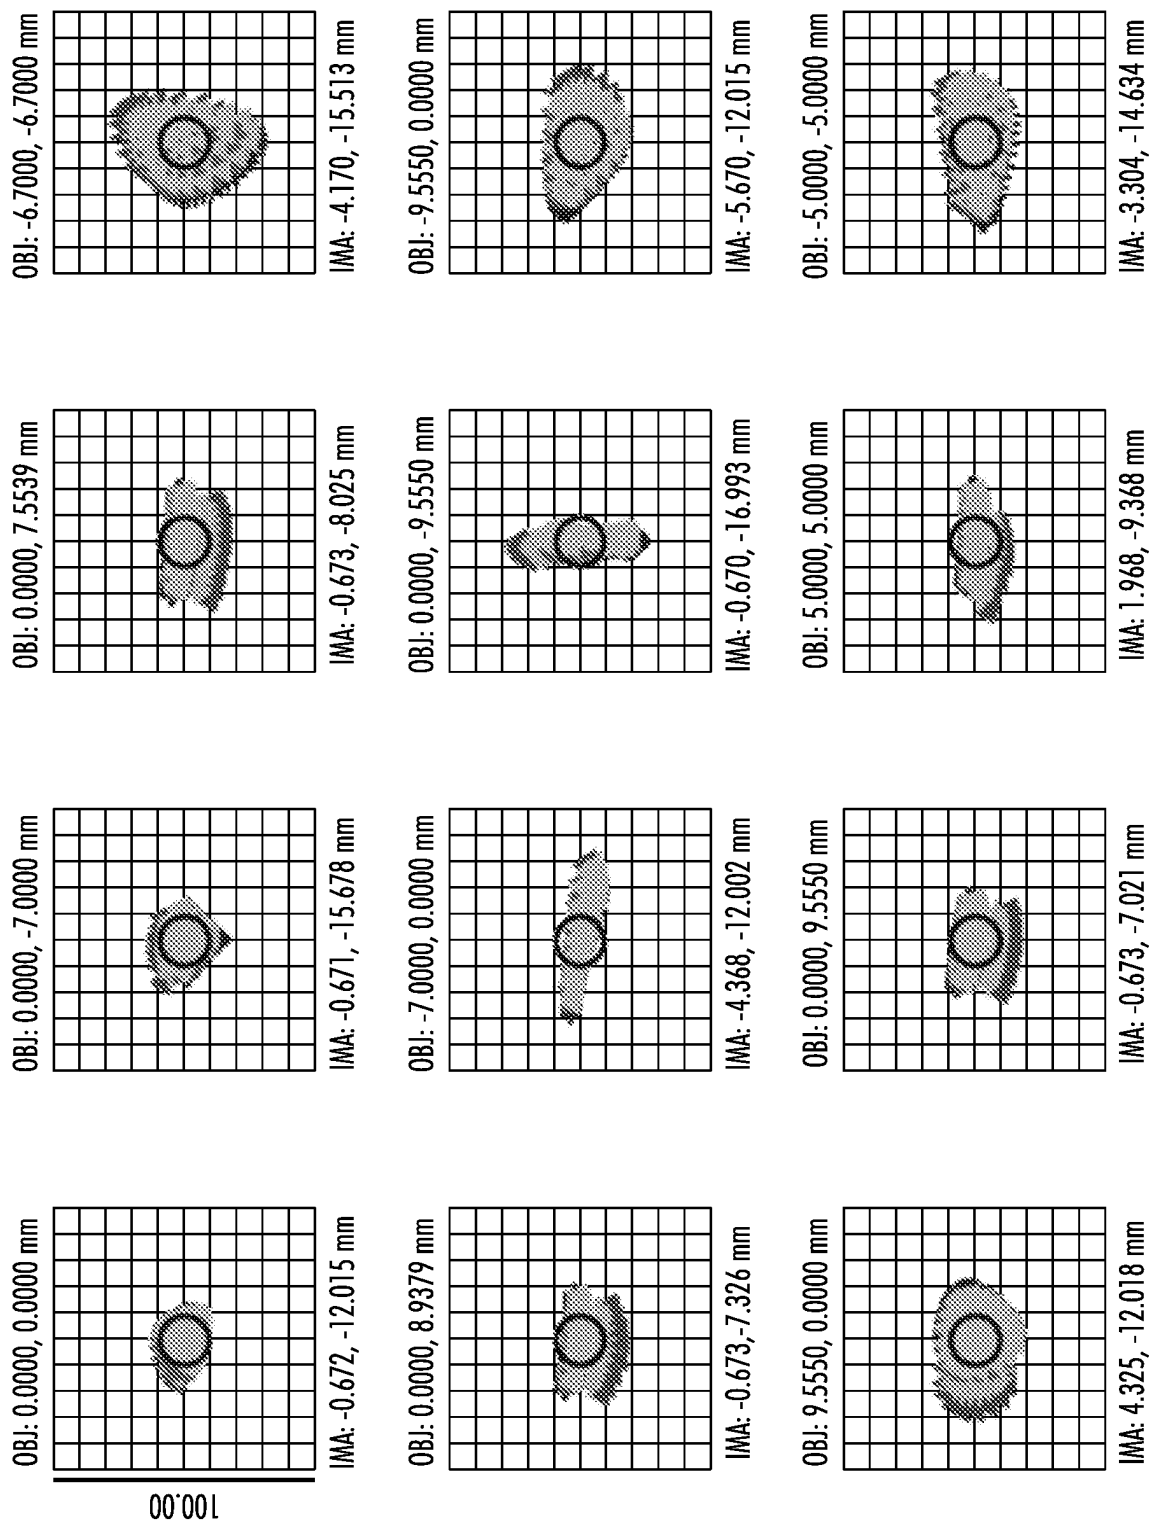 OBJ: 0.0000, 0.0000 mm
OBJ: 0.0000, -7.0000 mm
OBJ: 0.0000, 7.5539 mm
OBJ: -6.7000, -6.7000 mm
100.00
IMA: -0.672, -12.015 mm
IMA: -0.671, -15.678 mm
IMA: -0.673, -8.025 mm
IMA: -4.170, -15.513 mm
OBJ: 0.0000, 8.9379 mm
OBJ: -7.0000, 0.0000 mm
OBJ: 0.0000, -9.5550 mm
OBJ: -9.5550, 0.0000 mm
IMA: -0.673,-7.326 mm
IMA: -4.368, -12.002 mm
IMA: -0.670, -16.993 mm
IMA: -5.670, -12.015 mm
OBJ: 9.5550, 0.0000 mm
OBJ: 0.0000, 9.5550 mm
OBJ: 5.0000, 5.0000 mm
OBJ: -5.0000, -5.0000 mm
IMA: 4.325, -12.018 mm
IMA: -0.673, -7.021 mm
IMA: 1.968, -9.368 mm
IMA: -3.304, -14.634 mm